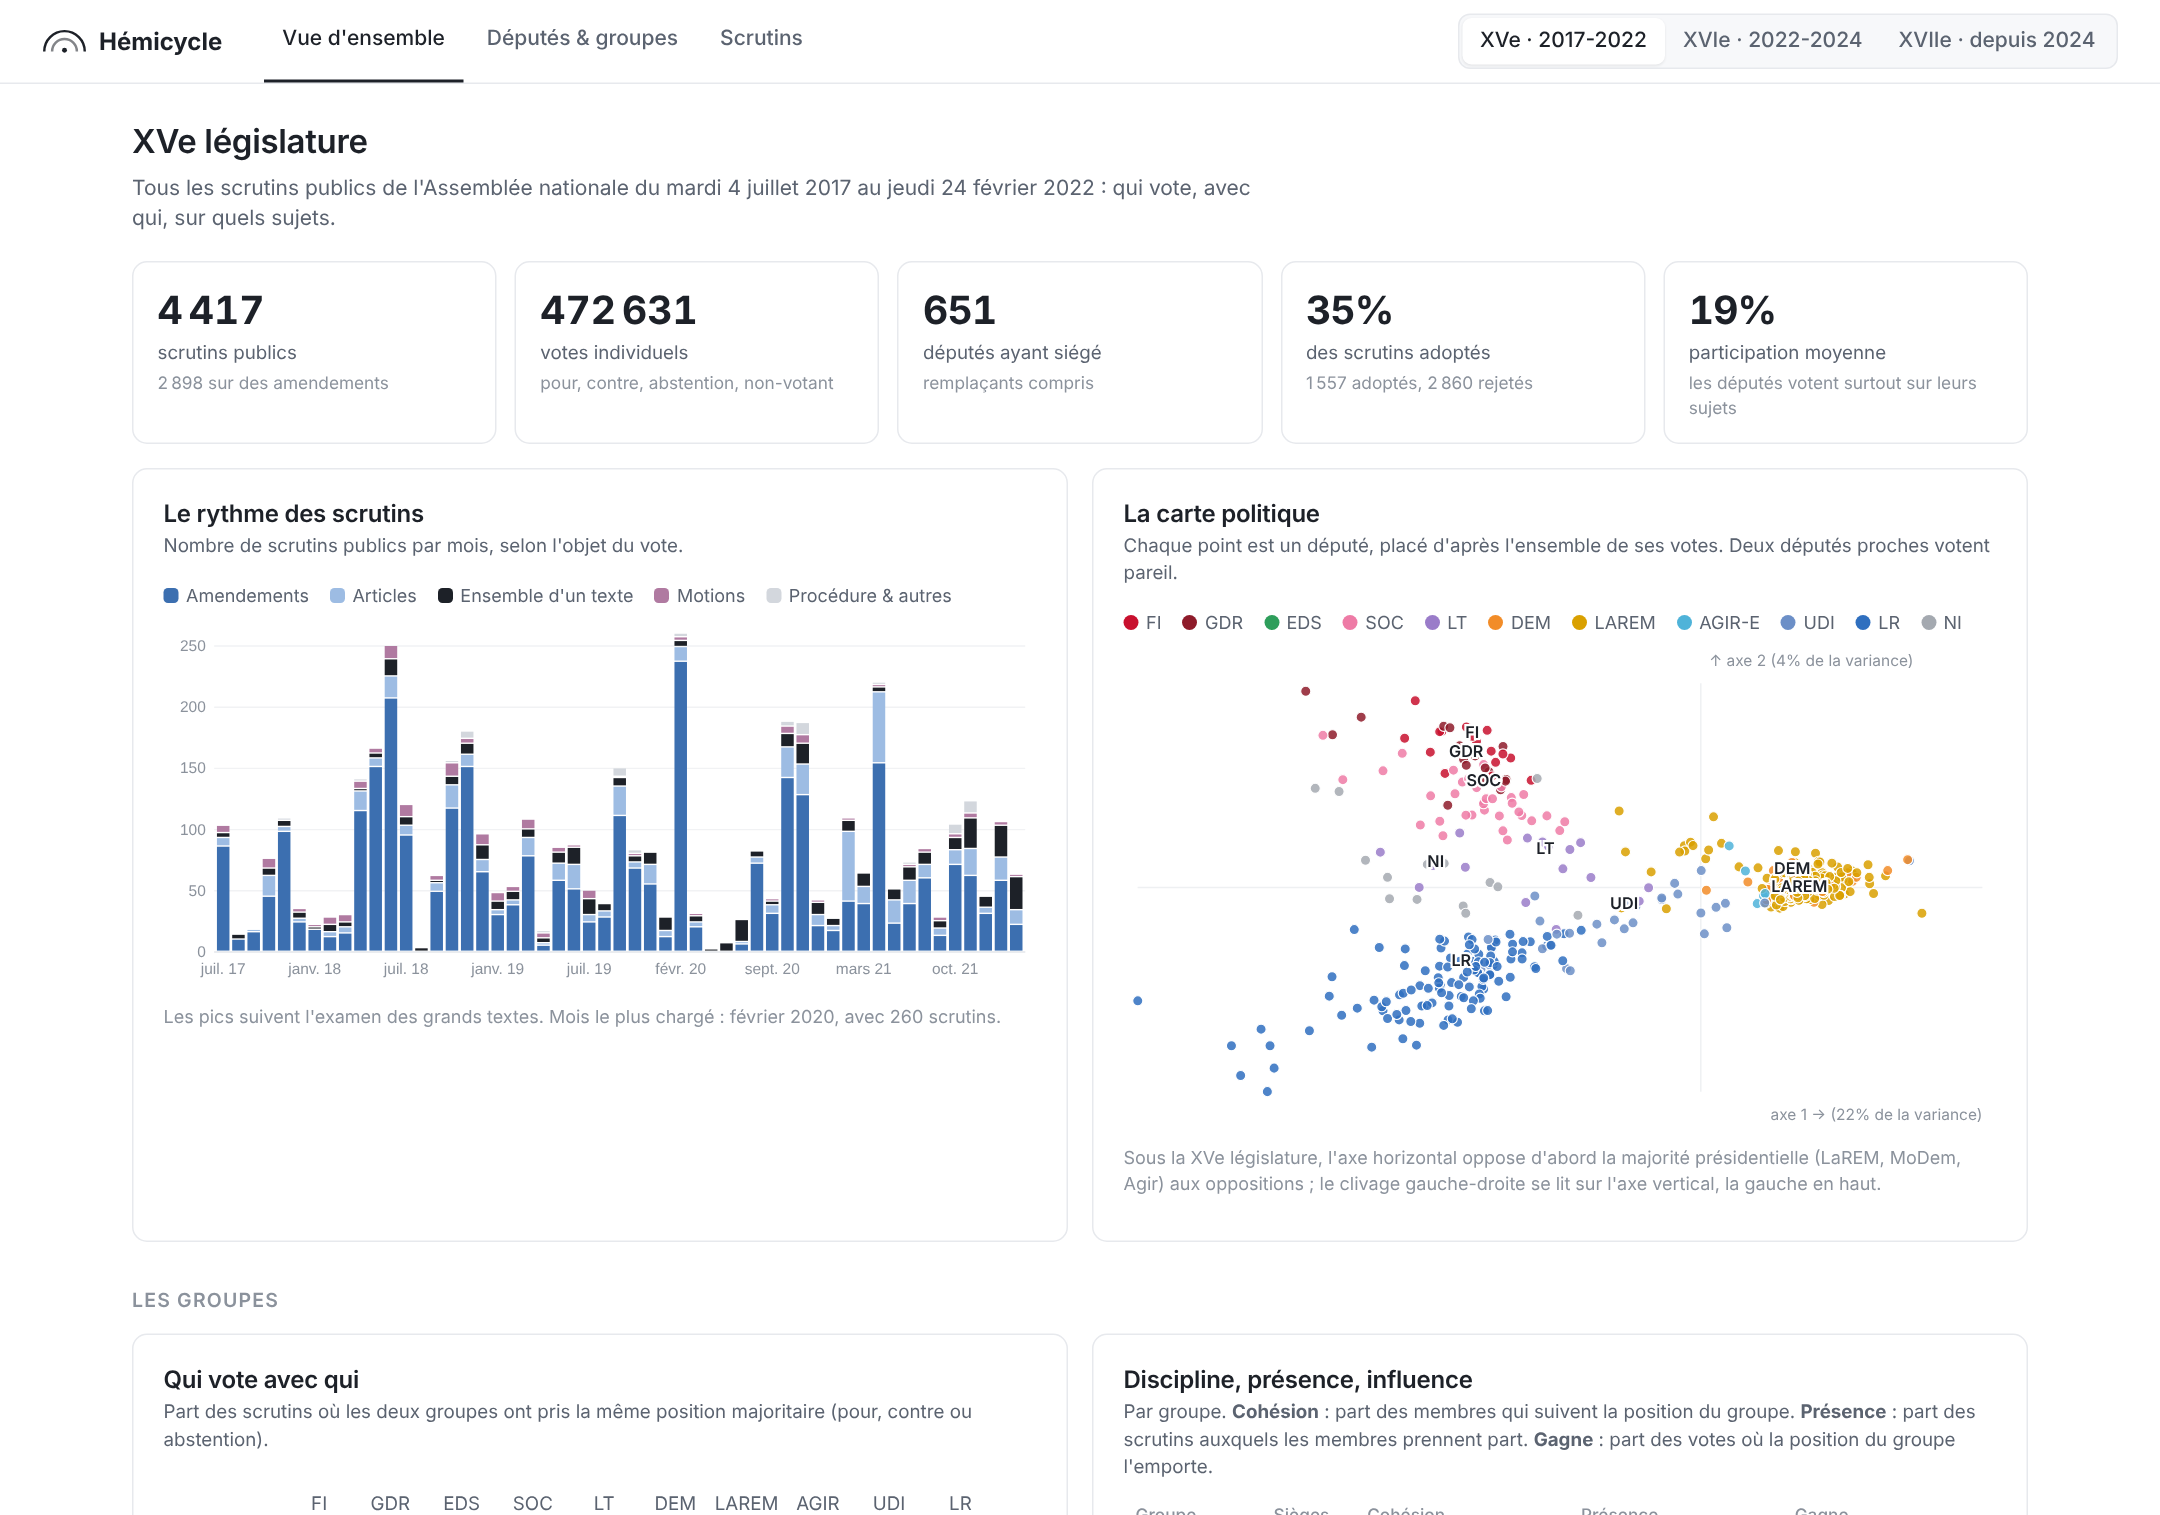 Hémicycle
Vue d'ensemble
Députés & groupes
Scrutins
XVe · 2017-2022
XVIe · 2022-2024
XVIIe · depuis 2024
XVe législature
Tous les scrutins publics de l'Assemblée nationale du mardi 4 juillet 2017 au jeudi 24 février 2022 : qui vote, avec
qui, sur quels sujets.
4 417
scrutins publics
2 898 sur des amendements
472 631
votes individuels
pour, contre, abstention, non-votant
651
députés ayant siégé
remplaçants compris
35%
des scrutins adoptés
1 557 adoptés, 2 860 rejetés
19%
participation moyenne
les députés votent surtout sur leurs
sujets
Le rythme des scrutins
Nombre de scrutins publics par mois, selon l'objet du vote.
Amendements
Articles
Ensemble d'un texte
Motions
Procédure & autres
250
200
150
100
50
0
juil. 17
janv. 18
juil. 18
janv. 19
juil. 19
févr. 20
sept. 20
mars 21
oct. 21
Les pics suivent l'examen des grands textes. Mois le plus chargé : février 2020, avec 260 scrutins.
La carte politique
Chaque point est un député, placé d'après l'ensemble de ses votes. Deux députés proches votent
pareil.
FI
GDR
EDS
SOC
LT
DEM
LAREM
AGIR-E
UDI
LR
NI
↑ axe 2 (4% de la variance)
FI
GDR
SOC
LT
NI
DEM
LAREM
UDI
LR
axe 1 → (22% de la variance)
Sous la XVe législature, l'axe horizontal oppose d'abord la majorité présidentielle (LaREM, MoDem,
Agir) aux oppositions ; le clivage gauche-droite se lit sur l'axe vertical, la gauche en haut.
LES GROUPES
Qui vote avec qui
Part des scrutins où les deux groupes ont pris la même position majoritaire (pour, contre ou
abstention).
FI
GDR
EDS
SOC
LT
DEM
LAREM
AGIR
UDI
LR
Discipline, présence, influence
Par groupe. Cohésion : part des membres qui suivent la position du groupe. Présence : part des
scrutins auxquels les membres prennent part. Gagne : part des votes où la position du groupe
l'emporte.
Groupe
Sièges
Cohésion
Présence
Gagne